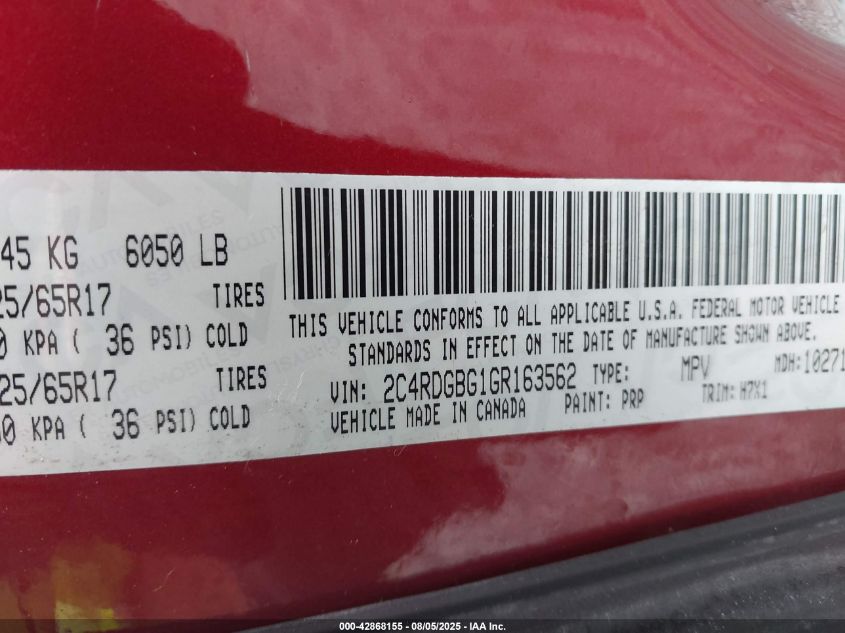 45 KG 6050 LB
25/65R17 TIRES
0 KPA ( 36 PSI) COLD
25/65R17 TIRES
0 KPA ( 36 PSI) COLD
THIS VEHICLE CONFORMS TO ALL APPLICABLE U.S.A. FEDERAL MOTOR VEHICLE
STANDARDS IN EFFECT ON THE DATE OF MANUFACTURE SHOWN ABOVE.
VIN: 2C4RDGBG1GR163562 TYPE: MPV MDH: 10271
VEHICLE MADE IN CANADA PAINT: PRP TRIM: H7X1
000-42868155 - 08/05/2025 - IAA Inc.